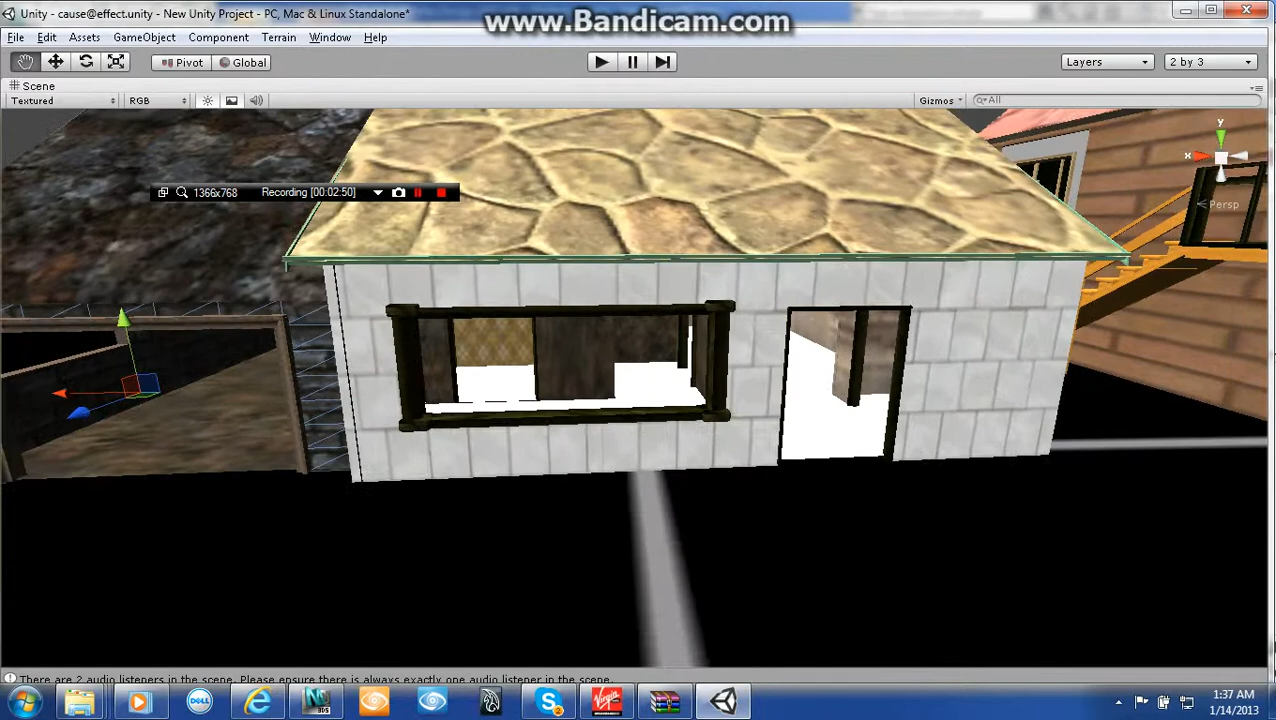 Unity - cause@effect.unity - New Unity Project - PC, Mac & Linux Standalone*
www.Bandicam.com
File Edit Assets GameObject Component Terrain Window Help
Pivot Global Layers 2 by 3
Scene
Textured RGB Gizmos All
y
x
1366x768 Recording [00:02:50]
Persp
There are 2 audio listeners in the scene. Please ensure there is always exactly one audio listener in the scene.
DELL
Virgin
1:37 AM
1/14/2013